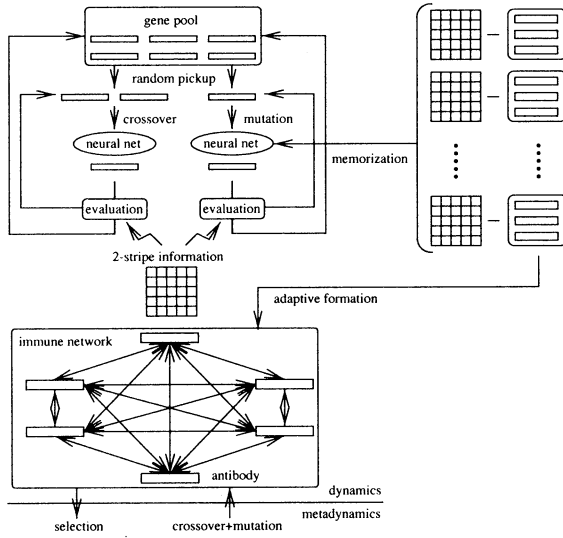 gene pool
random pickup
crossover
mutation
neural net
neural net
memorization
evaluation
evaluation
2-stripe information
adaptive formation
immune network
antibody
dynamics
metadynamics
selection
crossover+mutation